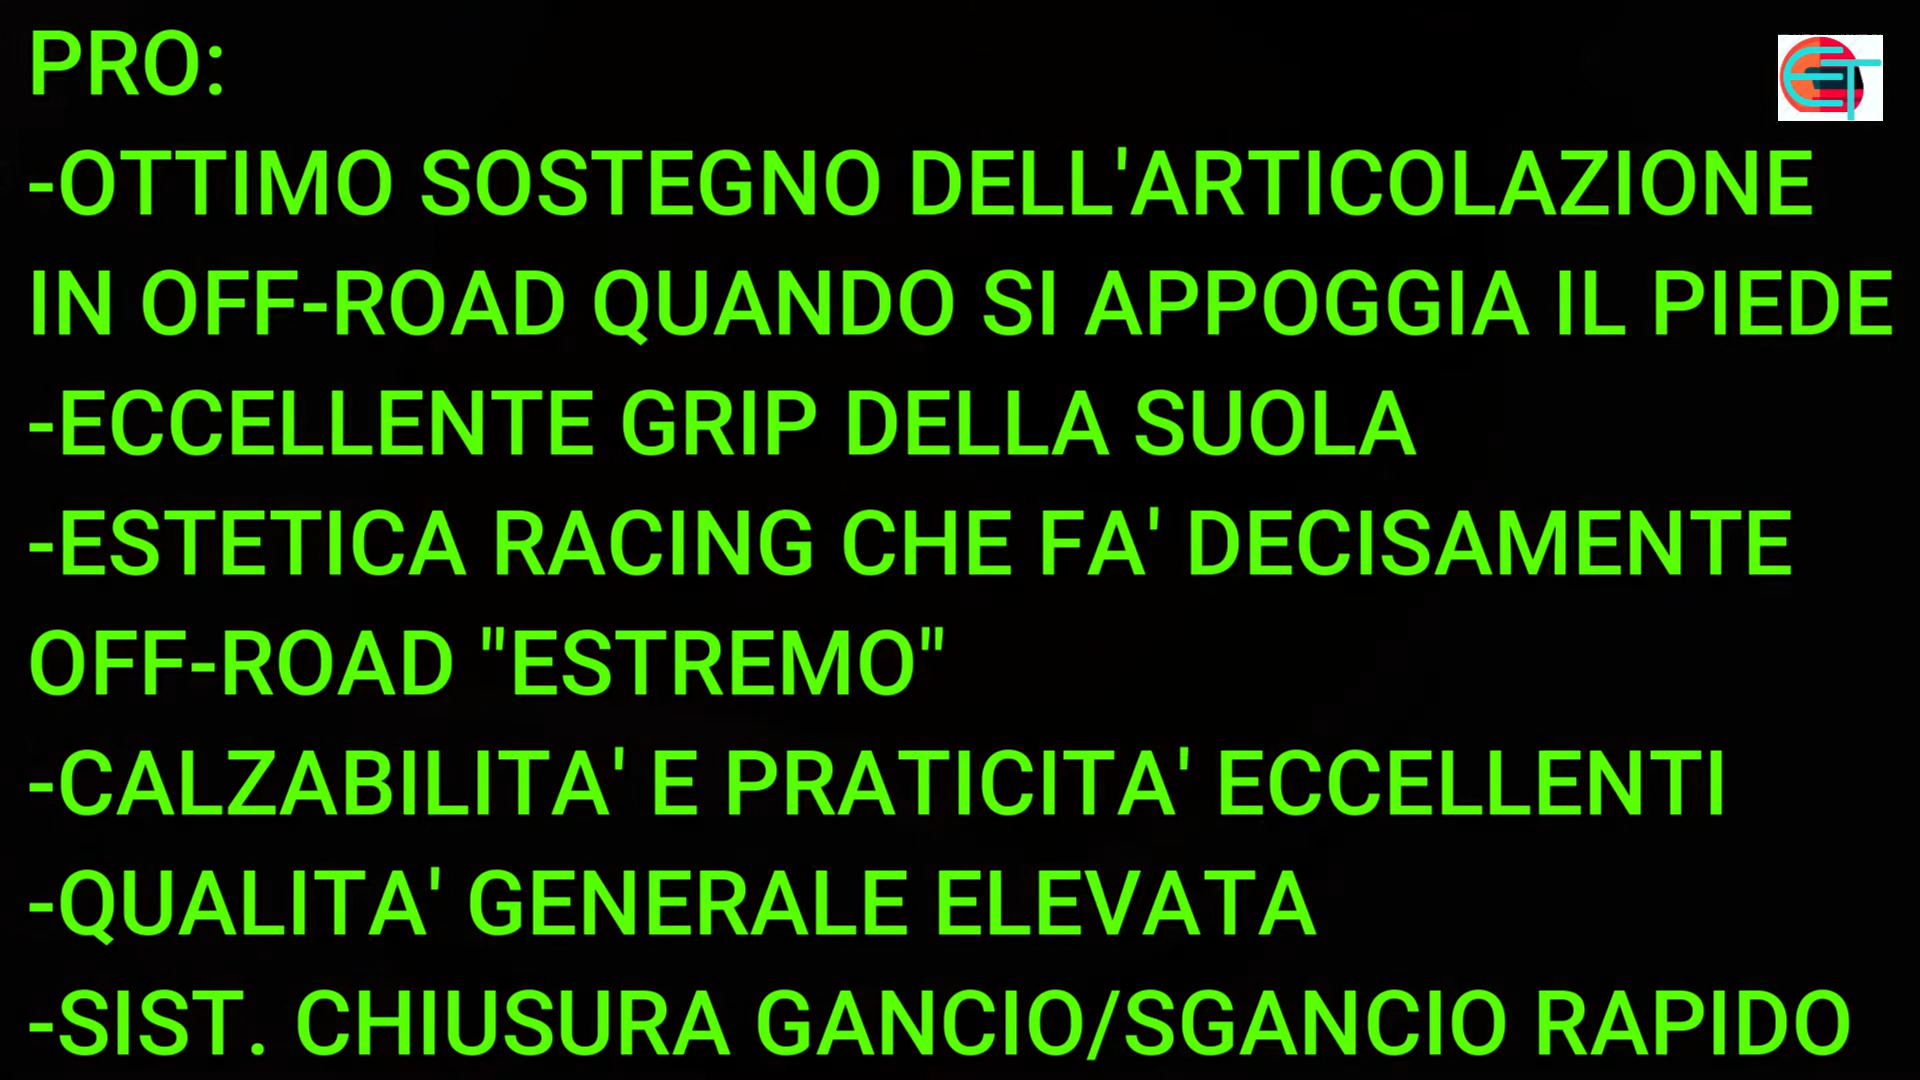 PRO:
ET
-OTTIMO SOSTEGNO DELL'ARTICOLAZIONE
IN OFF-ROAD QUANDO SI APPOGGIA IL PIEDE
-ECCELLENTE GRIP DELLA SUOLA
-ESTETICA RACING CHE FA' DECISAMENTE
OFF-ROAD "ESTREMO"
-CALZABILITA' E PRATICITA' ECCELLENTI
-QUALITA' GENERALE ELEVATA
-SIST. CHIUSURA GANCIO/SGANCIO RAPIDO